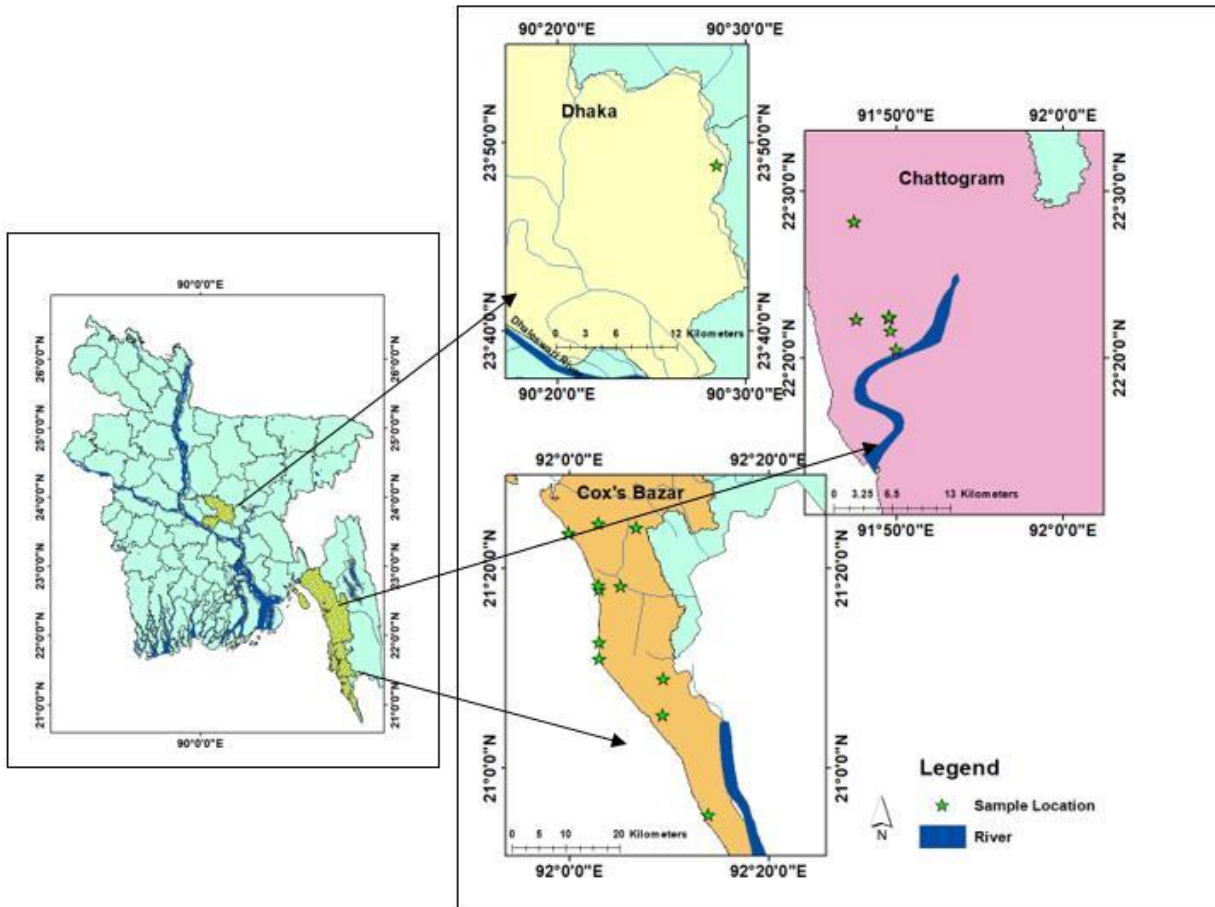 90°0'0"E
26°0'0"N
25°0'0"N
24°0'0"N
23°0'0"N
22°0'0"N
21°0'0"N
26°0'0"N
25°0'0"N
24°0'0"N
23°0'0"N
22°0'0"N
21°0'0"N
90°0'0"E
90°20'0"E 90°30'0"E
Dhaka
23°50'0"N
23°40'0"N
23°50'0"N
23°40'0"N
0 3 6 12 Kilometers
90°20'0"E 90°30'0"E
91°50'0"E 92°0'0"E
Chattogram
22°30'0"N
22°20'0"N
22°30'0"N
22°20'0"N
0 3.25 6.5 13 Kilometers
91°50'0"E 92°0'0"E
92°0'0"E 92°20'0"E
Cox's Bazar
21°20'0"N
21°0'0"N
21°20'0"N
21°0'0"N
0 5 10 20 Kilometers
92°0'0"E 92°20'0"E
Legend
Sample Location
River
N